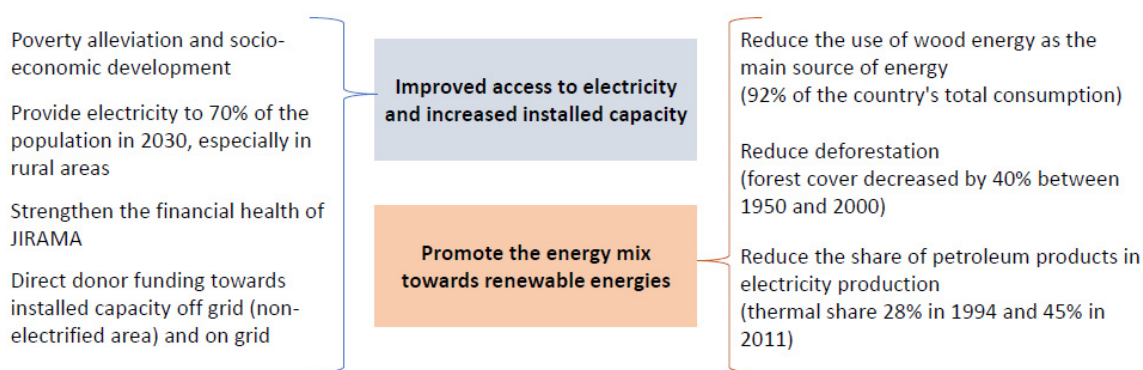 Poverty alleviation and socio-
economic development
Provide electricity to 70% of the
population in 2030, especially in
rural areas
Strengthen the financial health of
JIRAMA
Direct donor funding towards
installed capacity off grid (non-
electrified area) and on grid
Improved access to electricity
and increased installed capacity
Promote the energy mix
towards renewable energies
Reduce the use of wood energy as the
main source of energy
(92% of the country's total consumption)
Reduce deforestation
(forest cover decreased by 40% between
1950 and 2000)
Reduce the share of petroleum products in
electricity production
(thermal share 28% in 1994 and 45% in
2011)